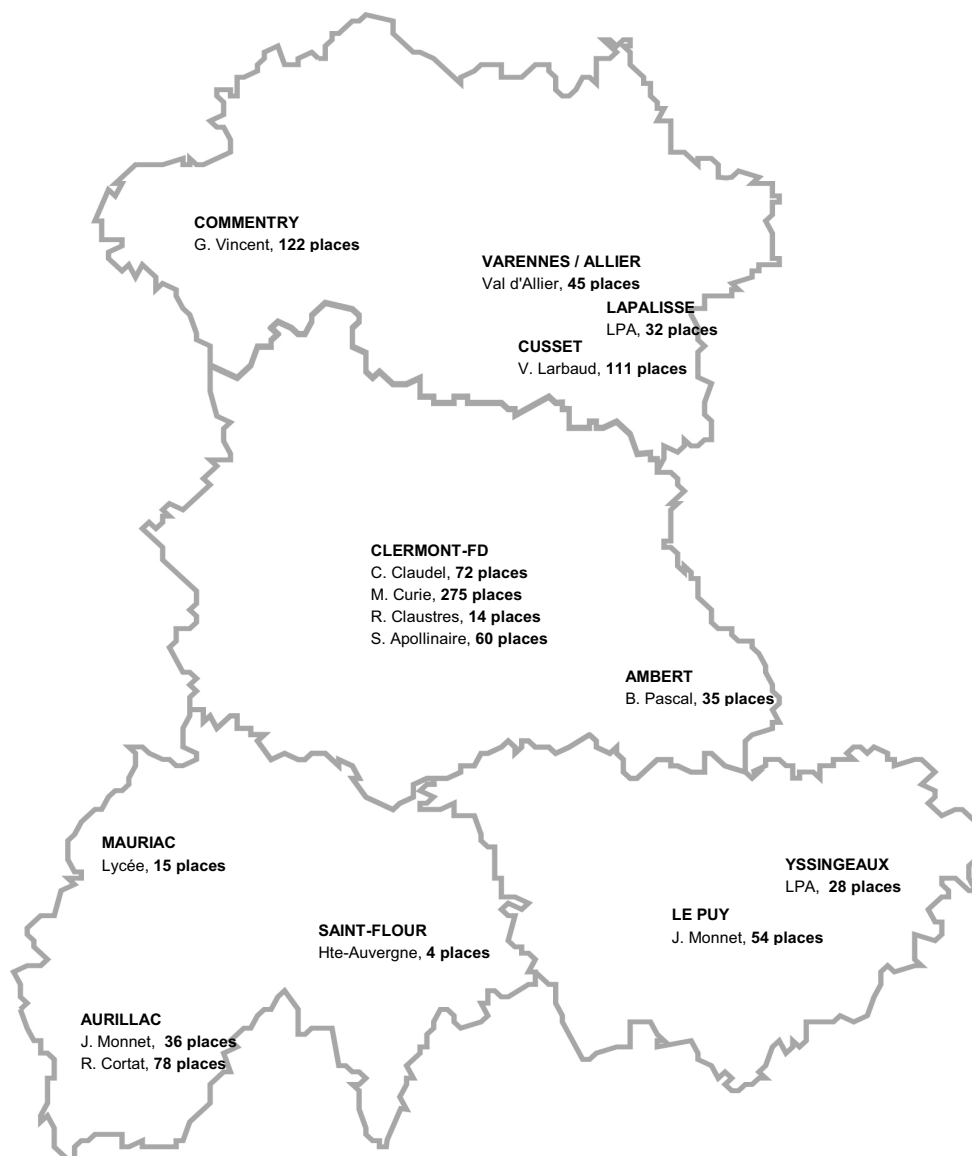 COMMENTRY
G. Vincent, 122 places
VARENNES / ALLIER
Val d'Allier, 45 places
LAPALISSE
LPA, 32 places
CUSSET
V. Larbaud, 111 places
CLERMONT-FD
C. Claudel, 72 places
M. Curie, 275 places
R. Claustres, 14 places
S. Apollinaire, 60 places
AMBERT
B. Pascal, 35 places
MAURIAC
Lycée, 15 places
YSSINGEAUX
LPA, 28 places
LE PUY
J. Monnet, 54 places
SAINT-FLOUR
Hte-Auvergne, 4 places
AURILLAC
J. Monnet, 36 places
R. Cortat, 78 places